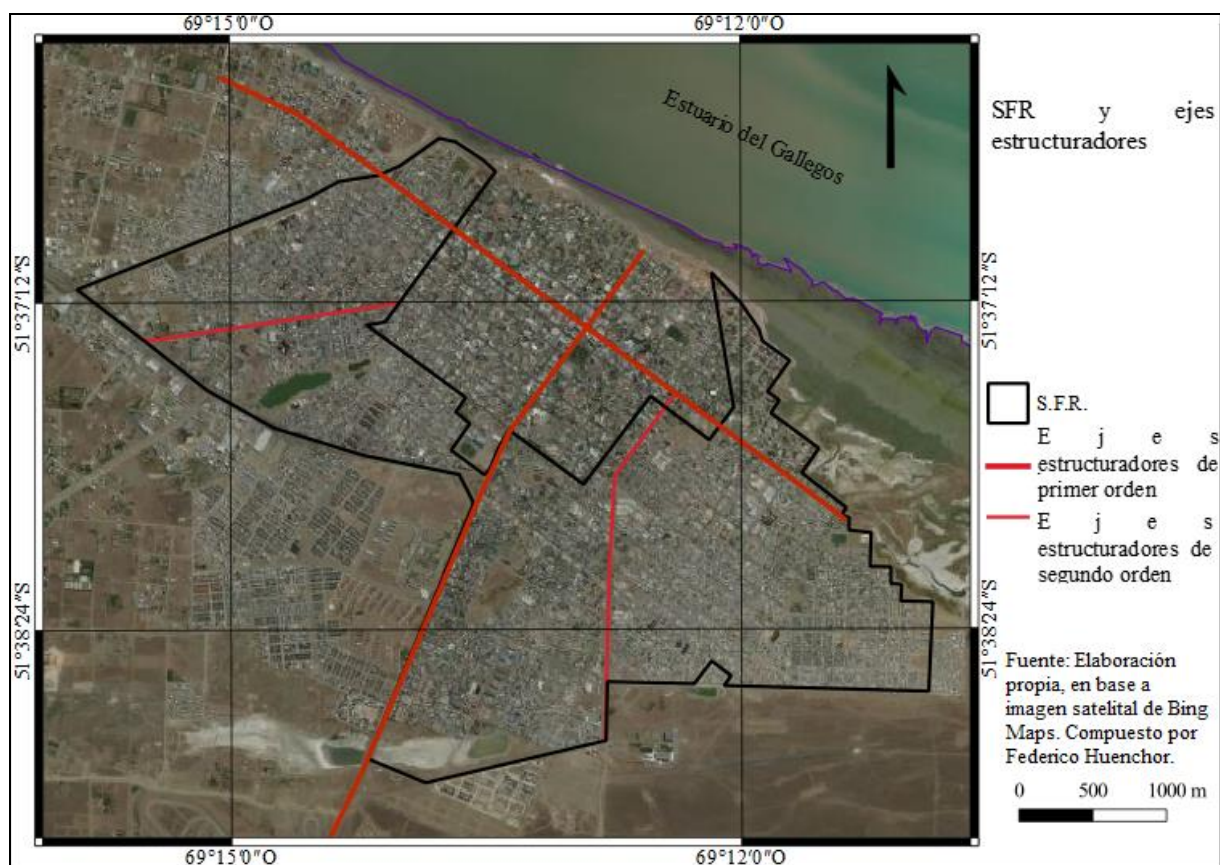 69°15'0"O
69°12'0"O
Estuario del Gallegos
SFR y ejes
estructuradores
51°37'12"S
51°37'12"S
S.F.R.
E j e s
estructuradores de
primer orden
E j e s
estructuradores de
segundo orden
51°38'24"S
51°38'24"S
Fuente: Elaboración
propia, en base a
imagen satelital de Bing
Maps. Compuesto por
Federico Huenchor.
0 500 1000 m
69°15'0"O
69°12'0"O